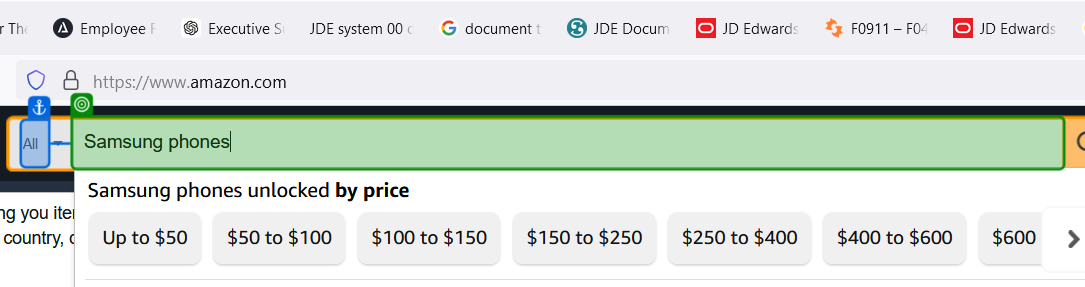 r The Employee F Executive Su JDE system 00 c document t JDE Docum JD Edwards F0911 – F04 JD Edwards
https://www.amazon.com
All Samsung phones
Samsung phones unlocked by price
ng you iter
country, c
Up to $50 $50 to $100 $100 to $150 $150 to $250 $250 to $400 $400 to $600 $600